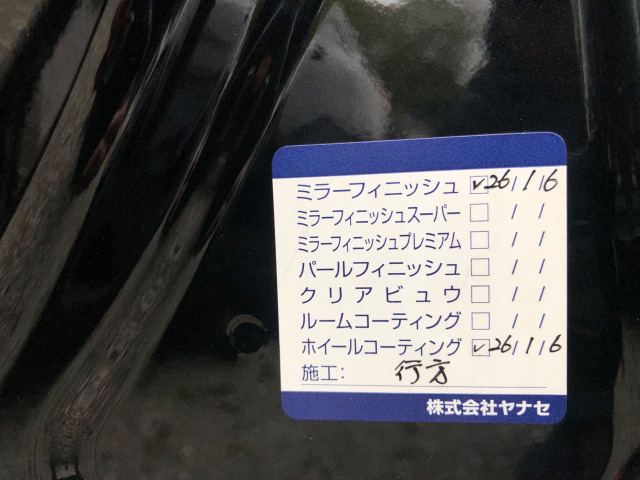 ミラーフィニッシュ ☑ 26/1/6
ミラーフィニッシュスーパー □ / /
ミラーフィニッシュプレミアム □ / /
パールフィニッシュ □ / /
クリアビュウ □ / /
ルームコーティング □ / /
ホイールコーティング ☑ 26/1/6
施工: 行方
株式会社ヤナセ